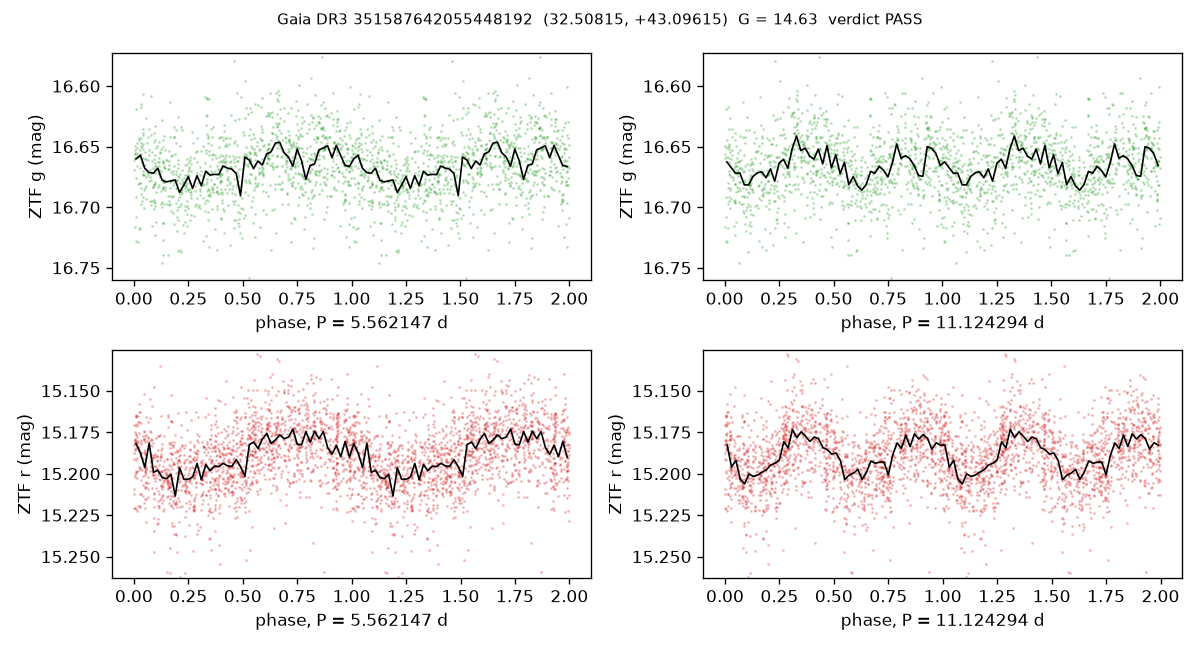 Gaia DR3 351587642055448192 (32.50815, +43.09615) G = 14.63 verdict PASS
ZTF g (mag)
16.60
16.65
16.70
16.75
0.00 0.25 0.50 0.75 1.00 1.25 1.50 1.75 2.00
phase, P = 5.562147 d
ZTF g (mag)
16.60
16.65
16.70
16.75
0.00 0.25 0.50 0.75 1.00 1.25 1.50 1.75 2.00
phase, P = 11.124294 d
ZTF r (mag)
15.150
15.175
15.200
15.225
15.250
0.00 0.25 0.50 0.75 1.00 1.25 1.50 1.75 2.00
phase, P = 5.562147 d
ZTF r (mag)
15.150
15.175
15.200
15.225
15.250
0.00 0.25 0.50 0.75 1.00 1.25 1.50 1.75 2.00
phase, P = 11.124294 d